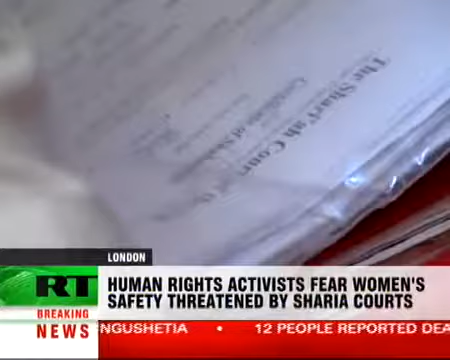 The Shari'ah Cour
LONDON
RT
HUMAN RIGHTS ACTIVISTS FEAR WOMEN'S
SAFETY THREATENED BY SHARIA COURTS
BREAKING
NEWS
NGUSHETIA • 12 PEOPLE REPORTED DEA